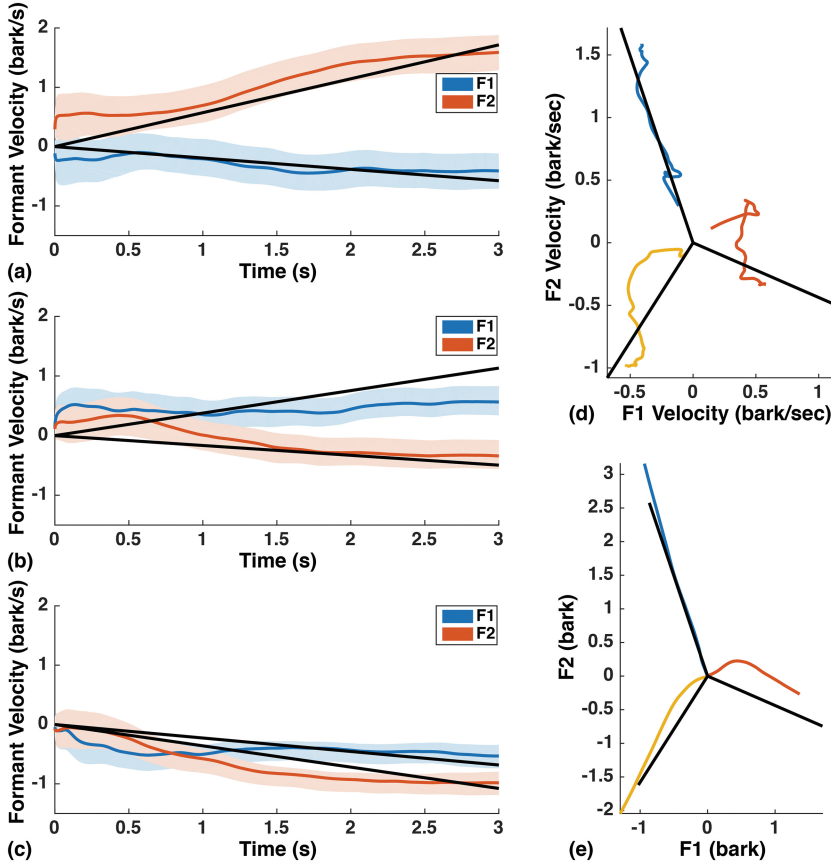 Formant Velocity (bark/s)
2
1
0
-1
F1
F2
0
0.5
1
1.5
2
2.5
3
Time (s)
(a)
Formant Velocity (bark/s)
2
1
0
-1
F1
F2
0
0.5
1
1.5
2
2.5
3
Time (s)
(b)
Formant Velocity (bark/s)
2
1
0
-1
F1
F2
0
0.5
1
1.5
2
2.5
3
Time (s)
(c)
F2 Velocity (bark/sec)
1.5
1
0.5
0
-0.5
-1
-0.5
0
0.5
1
F1 Velocity (bark/sec)
(d)
F2 (bark)
3
2.5
2
1.5
1
0.5
0
-0.5
-1
-1.5
-2
-1
0
1
F1 (bark)
(e)